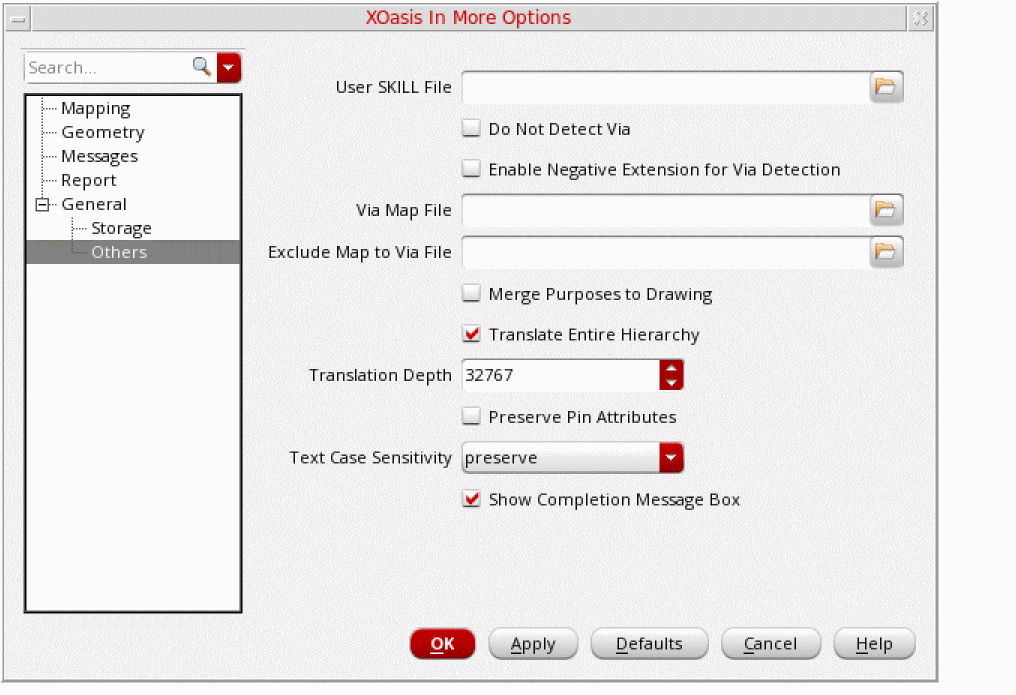 XOasis In More Options
Search...
Mapping
Geometry
Messages
Report
General
Storage
Others
User SKILL File
Do Not Detect Via
Enable Negative Extension for Via Detection
Via Map File
Exclude Map to Via File
Merge Purposes to Drawing
Translate Entire Hierarchy
Translation Depth 32767
Preserve Pin Attributes
Text Case Sensitivity preserve
Show Completion Message Box
OK Apply Defaults Cancel Help